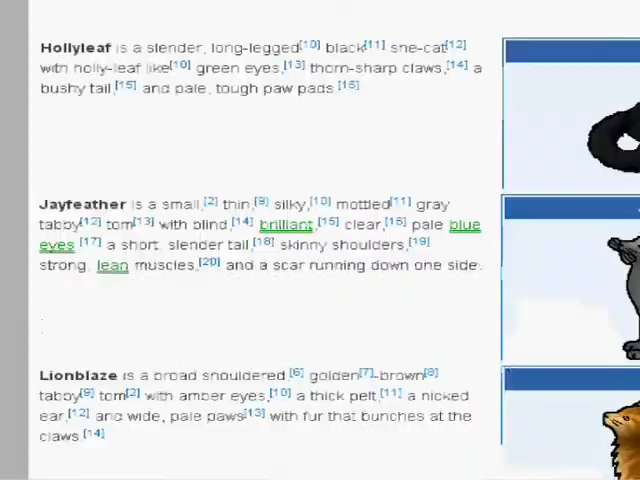 Hollyleaf is a slender, long-legged[10] black[11] she-cat[12]
with holly-leaf like[10] green eyes,[13] thorn-sharp claws,[14] a
bushy tail,[15] and pale, tough paw pads.[16]
Jayfeather is a small,[2] thin,[9] silky,[10] mottled[11] gray
tabby[12] tom[13] with blind,[14] brilliant,[15] clear,[16] pale blue
eyes,[17] a short, slender tail,[18] skinny shoulders,[19]
strong, lean muscles,[20] and a scar running down one side.
Lionblaze is a broad shouldered,[6] golden[7]-brown[8]
tabby[9] tom[2] with amber eyes,[10] a thick pelt,[11] a nicked
ear,[12] and wide, pale paws[13] with fur that bunches at the
claws.[14]